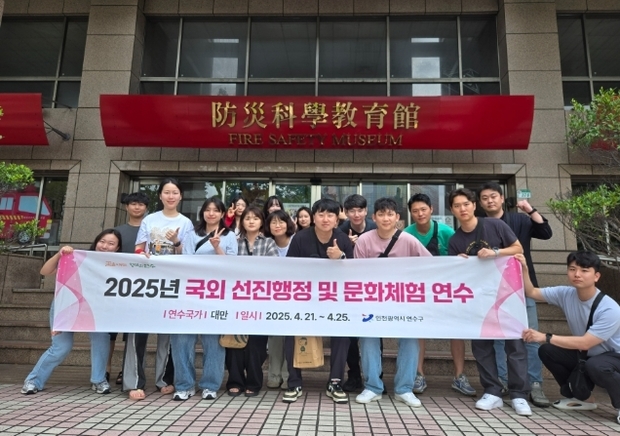 防災科學教育館
FIRE SAFETY MUSEUM
2025년 국외 선진행정 및 문화체험 연수
|연수국가| 대만 |일시| 2025. 4. 21. ~ 4.25. 인천광역시 연수구